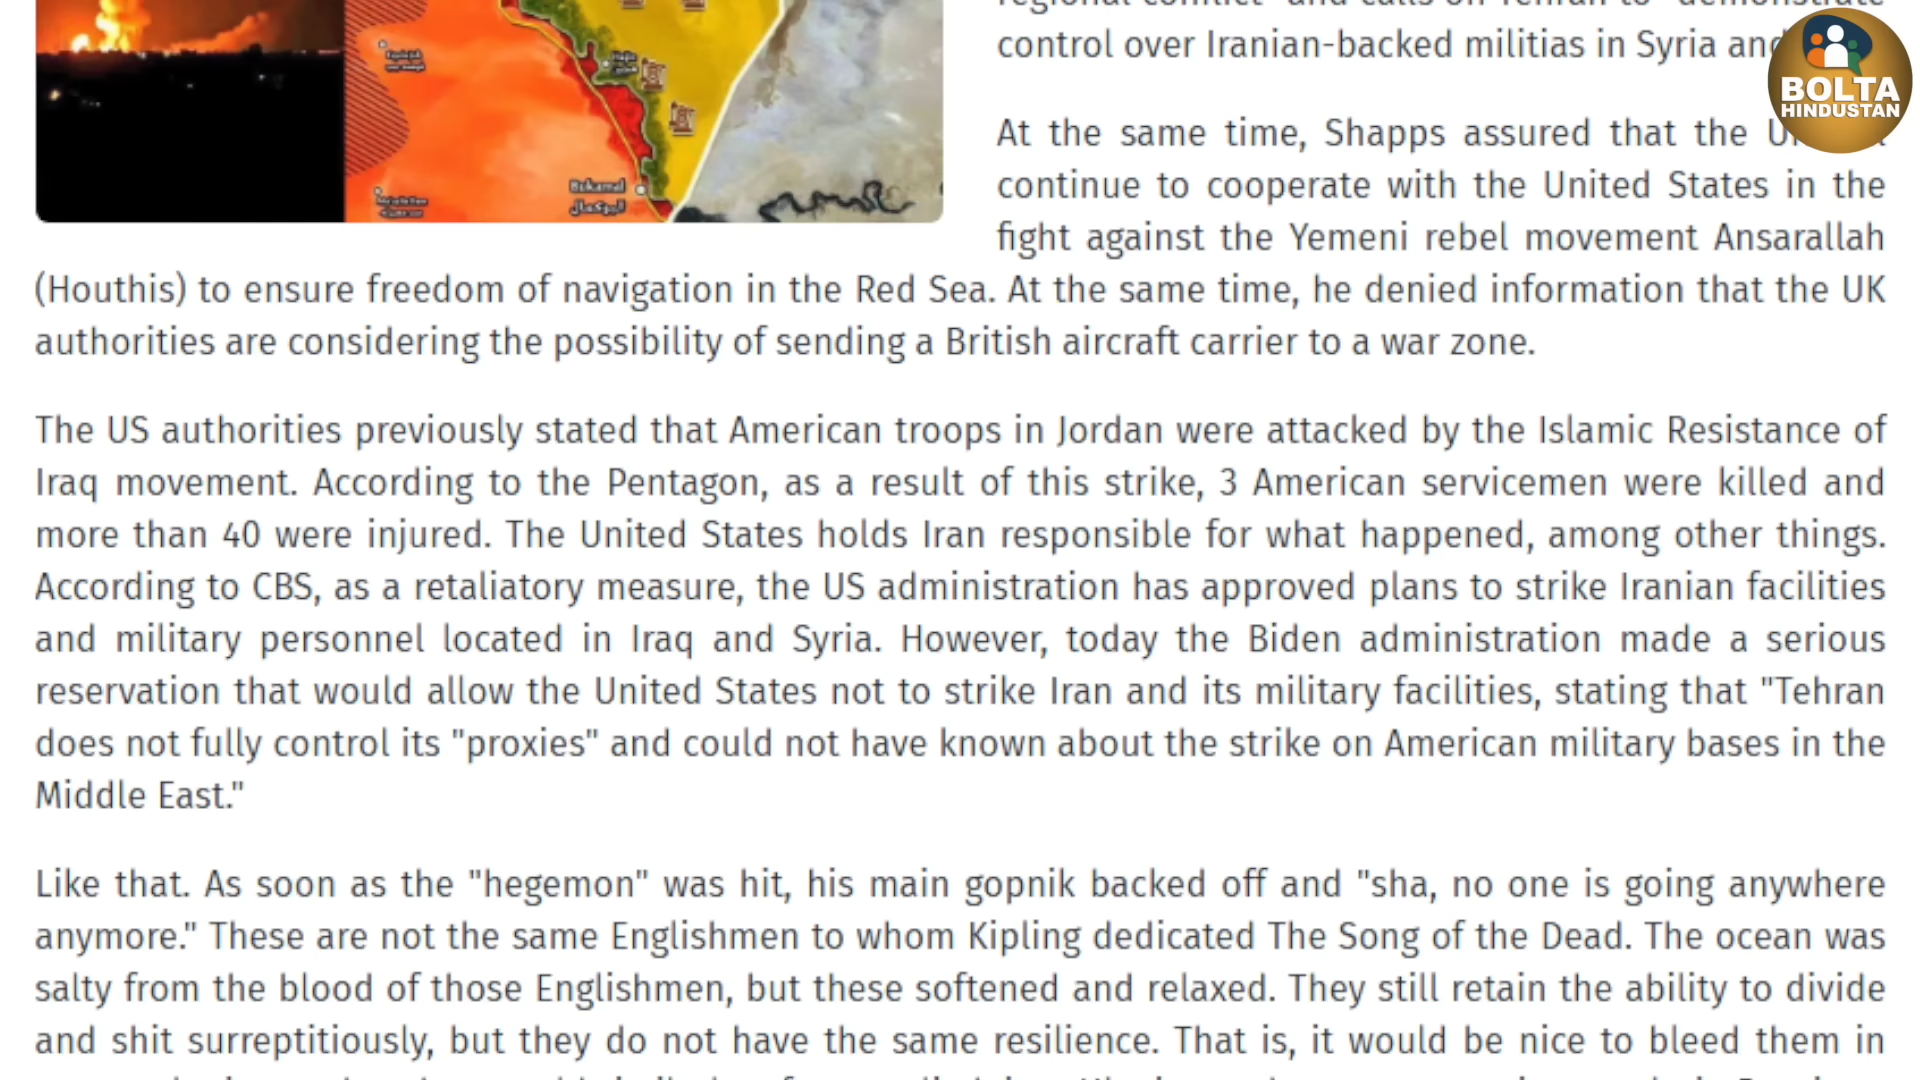 control over Iranian-backed militias in Syria and
BOLTA
HINDUSTAN
At the same time, Shapps assured that the
continue to cooperate with the United States in the
fight against the Yemeni rebel movement Ansarallah
(Houthis) to ensure freedom of navigation in the Red Sea. At the same time, he denied information that the UK
authorities are considering the possibility of sending a British aircraft carrier to a war zone.
Hajin
Bukamal
البوكمال
The US authorities previously stated that American troops in Jordan were attacked by the Islamic Resistance of
Iraq movement. According to the Pentagon, as a result of this strike, 3 American servicemen were killed and
more than 40 were injured. The United States holds Iran responsible for what happened, among other things.
According to CBS, as a retaliatory measure, the US administration has approved plans to strike Iranian facilities
and military personnel located in Iraq and Syria. However, today the Biden administration made a serious
reservation that would allow the United States not to strike Iran and its military facilities, stating that "Tehran
does not fully control its "proxies" and could not have known about the strike on American military bases in the
Middle East."
Like that. As soon as the "hegemon" was hit, his main gopnik backed off and "sha, no one is going anywhere
anymore." These are not the same Englishmen to whom Kipling dedicated The Song of the Dead. The ocean was
salty from the blood of those Englishmen, but these softened and relaxed. They still retain the ability to divide
and shit surreptitiously, but they do not have the same resilience. That is, it would be nice to bleed them in